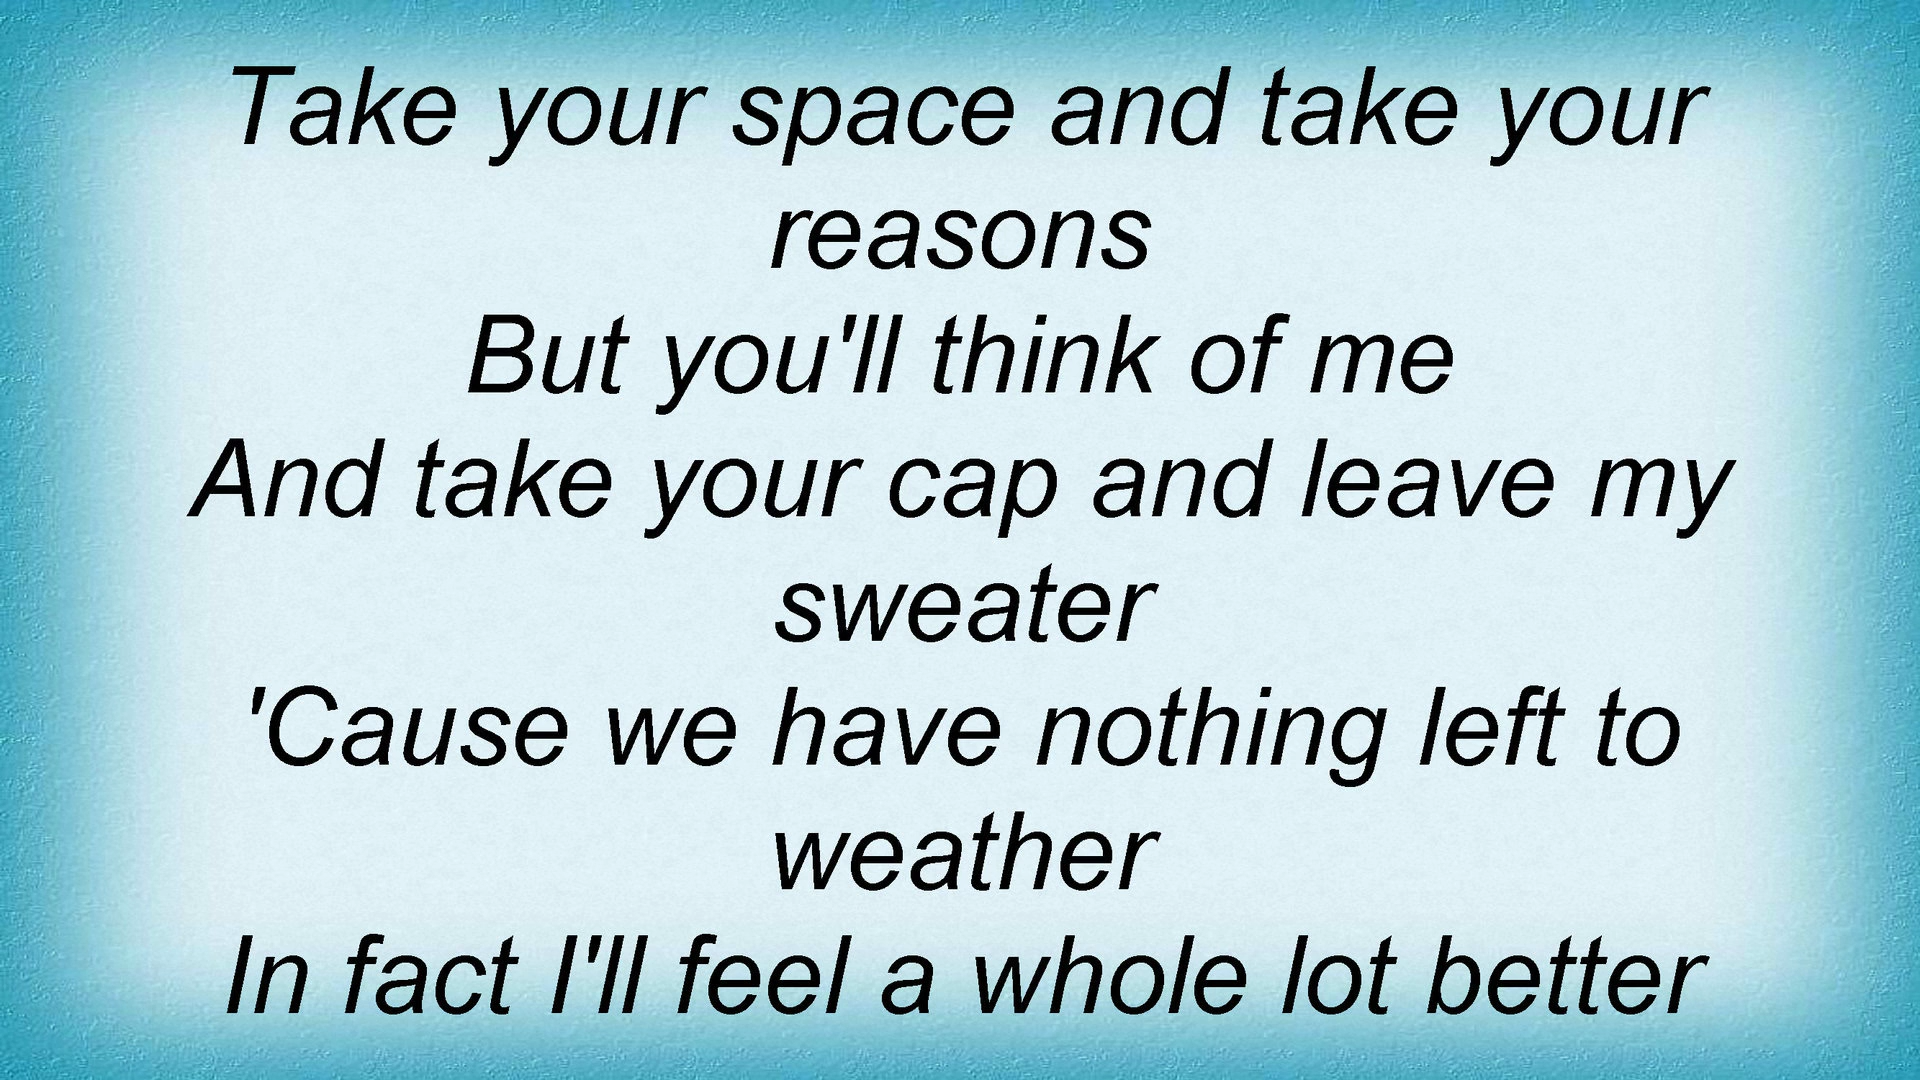 Take your space and take your
reasons
But you'll think of me
And take your cap and leave my
sweater
'Cause we have nothing left to
weather
In fact I'll feel a whole lot better